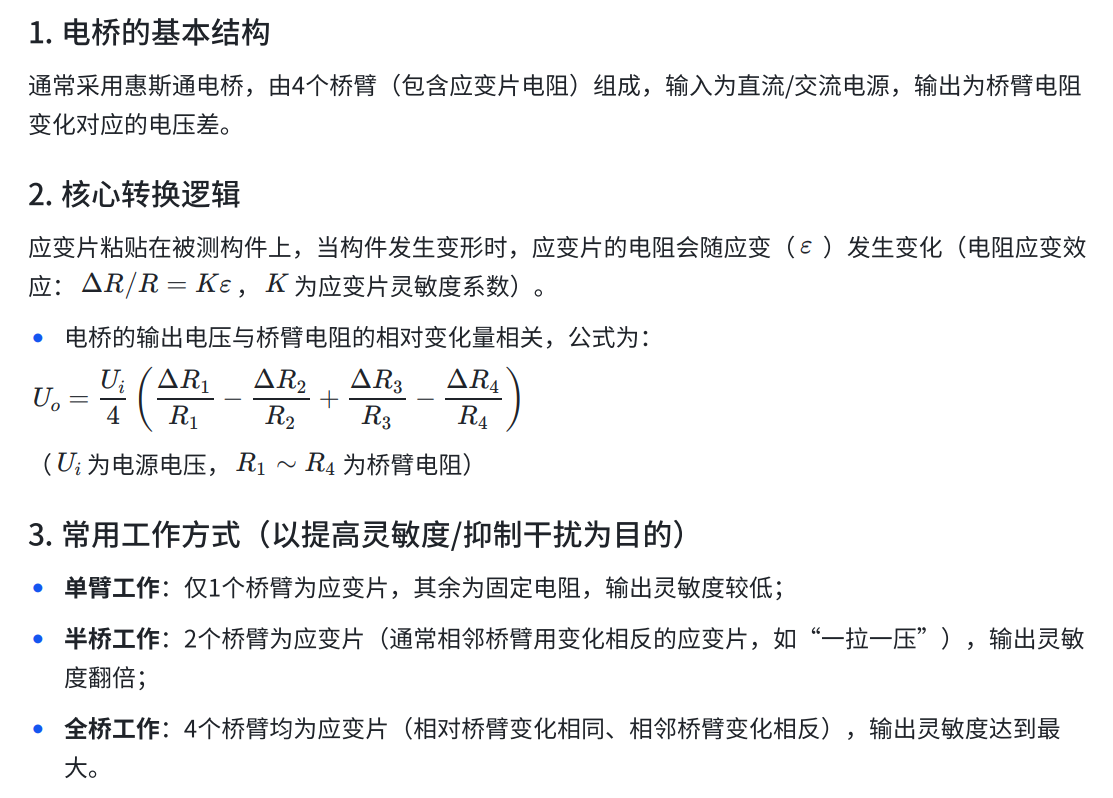 1. 电桥的基本结构
通常采用惠斯通电桥，由4个桥臂（包含应变片电阻）组成，输入为直流/交流电源，输出为桥臂电阻
变化对应的电压差。
2. 核心转换逻辑
应变片粘贴在被测构件上，当构件发生变形时，应变片的电阻会随应变（ε）发生变化（电阻应变效
应：ΔR/R = Kε，K 为应变片灵敏度系数）。
• 电桥的输出电压与桥臂电阻的相对变化量相关，公式为：
U_o = \frac{U_i}{4} \left( \frac{ΔR_1}{R_1} - \frac{ΔR_2}{R_2} + \frac{ΔR_3}{R_3} - \frac{ΔR_4}{R_4} \right)
（U_i 为电源电压，R_1 ∼ R_4 为桥臂电阻）
3. 常用工作方式（以提高灵敏度/抑制干扰为目的）
• 单臂工作：仅1个桥臂为应变片，其余为固定电阻，输出灵敏度较低；
• 半桥工作：2个桥臂为应变片（通常相邻桥臂用变化相反的应变片，如“一拉一压”），输出灵敏
度翻倍；
• 全桥工作：4个桥臂均为应变片（相对桥臂变化相同、相邻桥臂变化相反），输出灵敏度达到最
大。